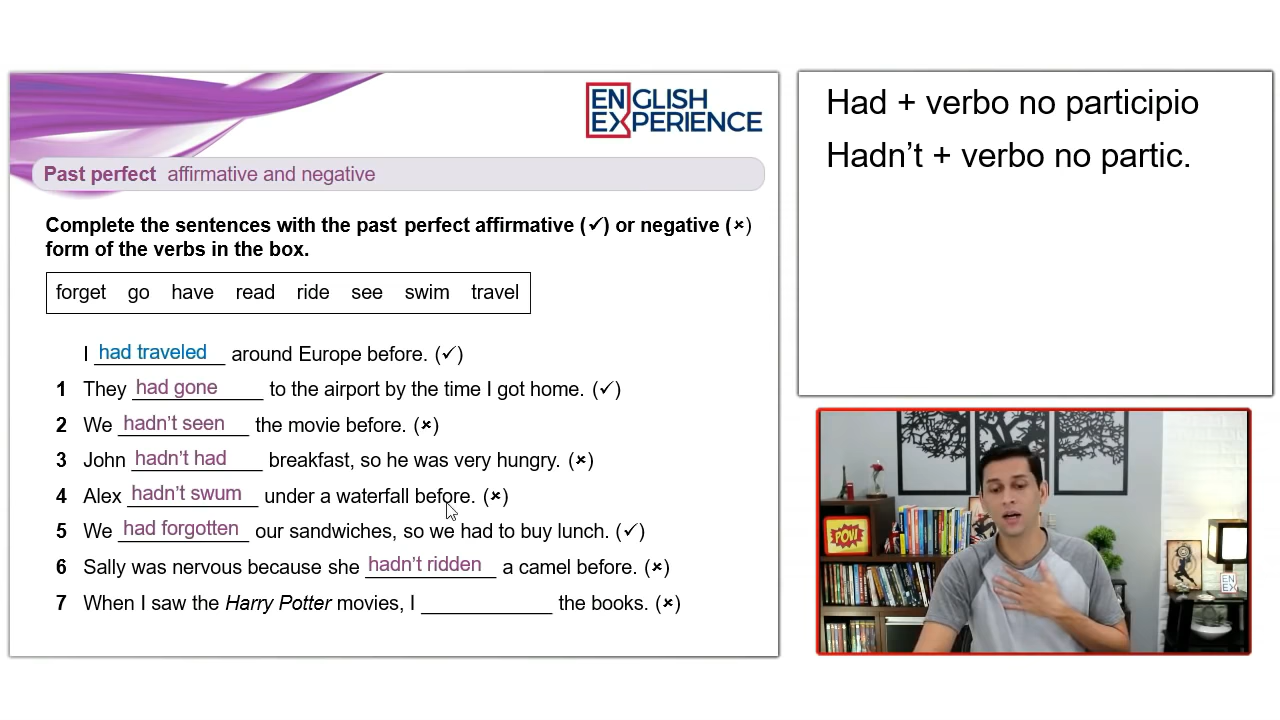 ENGLISH
EXPERIENCE
Past perfect affirmative and negative
Complete the sentences with the past perfect affirmative (✓) or negative (×)
form of the verbs in the box.
forget go have read ride see swim travel
I had traveled around Europe before. (✓)
1 They had gone to the airport by the time I got home. (✓)
2 We hadn't seen the movie before. (×)
3 John hadn't had breakfast, so he was very hungry. (×)
4 Alex hadn't swum under a waterfall before. (×)
5 We had forgotten our sandwiches, so we had to buy lunch. (✓)
6 Sally was nervous because she hadn't ridden a camel before. (×)
7 When I saw the Harry Potter movies, I ____________ the books. (×)
Had + verbo no participio
Hadn't + verbo no partic.
POW!
EN
EX